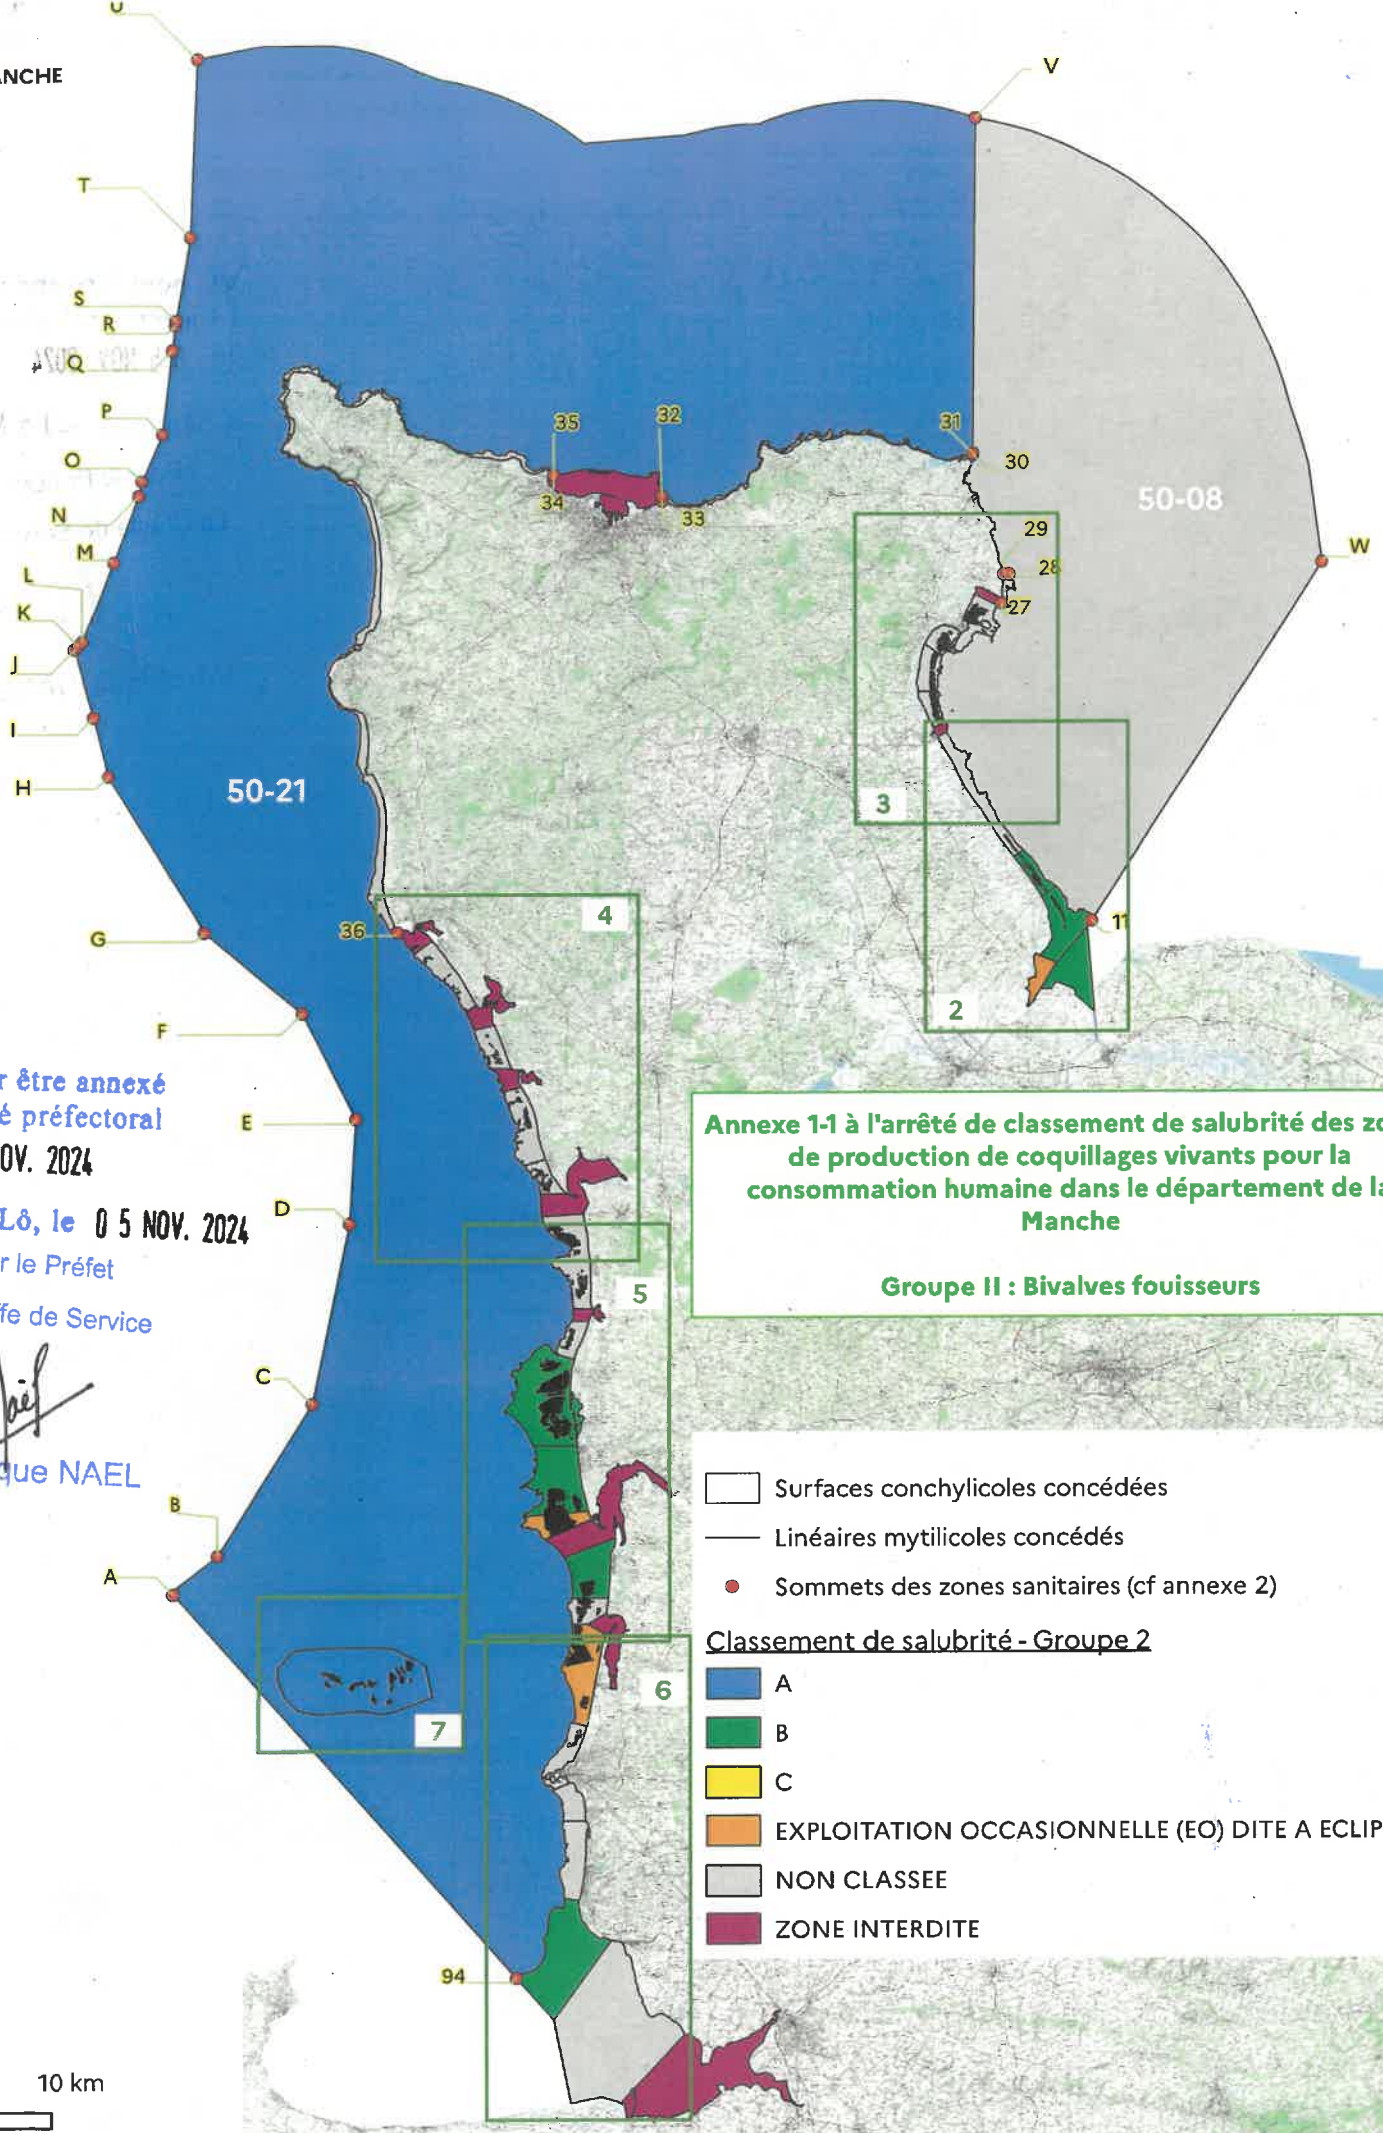 U
V
ANCHE
T
S
R
Q
P
O
N
M
L
K
J
I
H
G
F
E
D
C
B
A
W
35
32
31
30
34
33
29
28
27
50-08
50-21
3
4
36
11
2
r être annexé
é préfectoral
OV. 2024
Lô, le 05 NOV. 2024
r le Préfet
fe de Service
que NAEL
Annexe 1-1 à l'arrêté de classement de salubrité des zo
de production de coquillages vivants pour la
consommation humaine dans le département de la
Manche
Groupe II : Bivalves fouisseurs
5
6
7
94
Surfaces conchylicoles concédées
Linéaires mytilicoles concédés
Sommets des zones sanitaires (cf annexe 2)
Classement de salubrité - Groupe 2
A
B
C
EXPLOITATION OCCASIONNELLE (EO) DITE A ECLIP
NON CLASSEE
ZONE INTERDITE
10 km